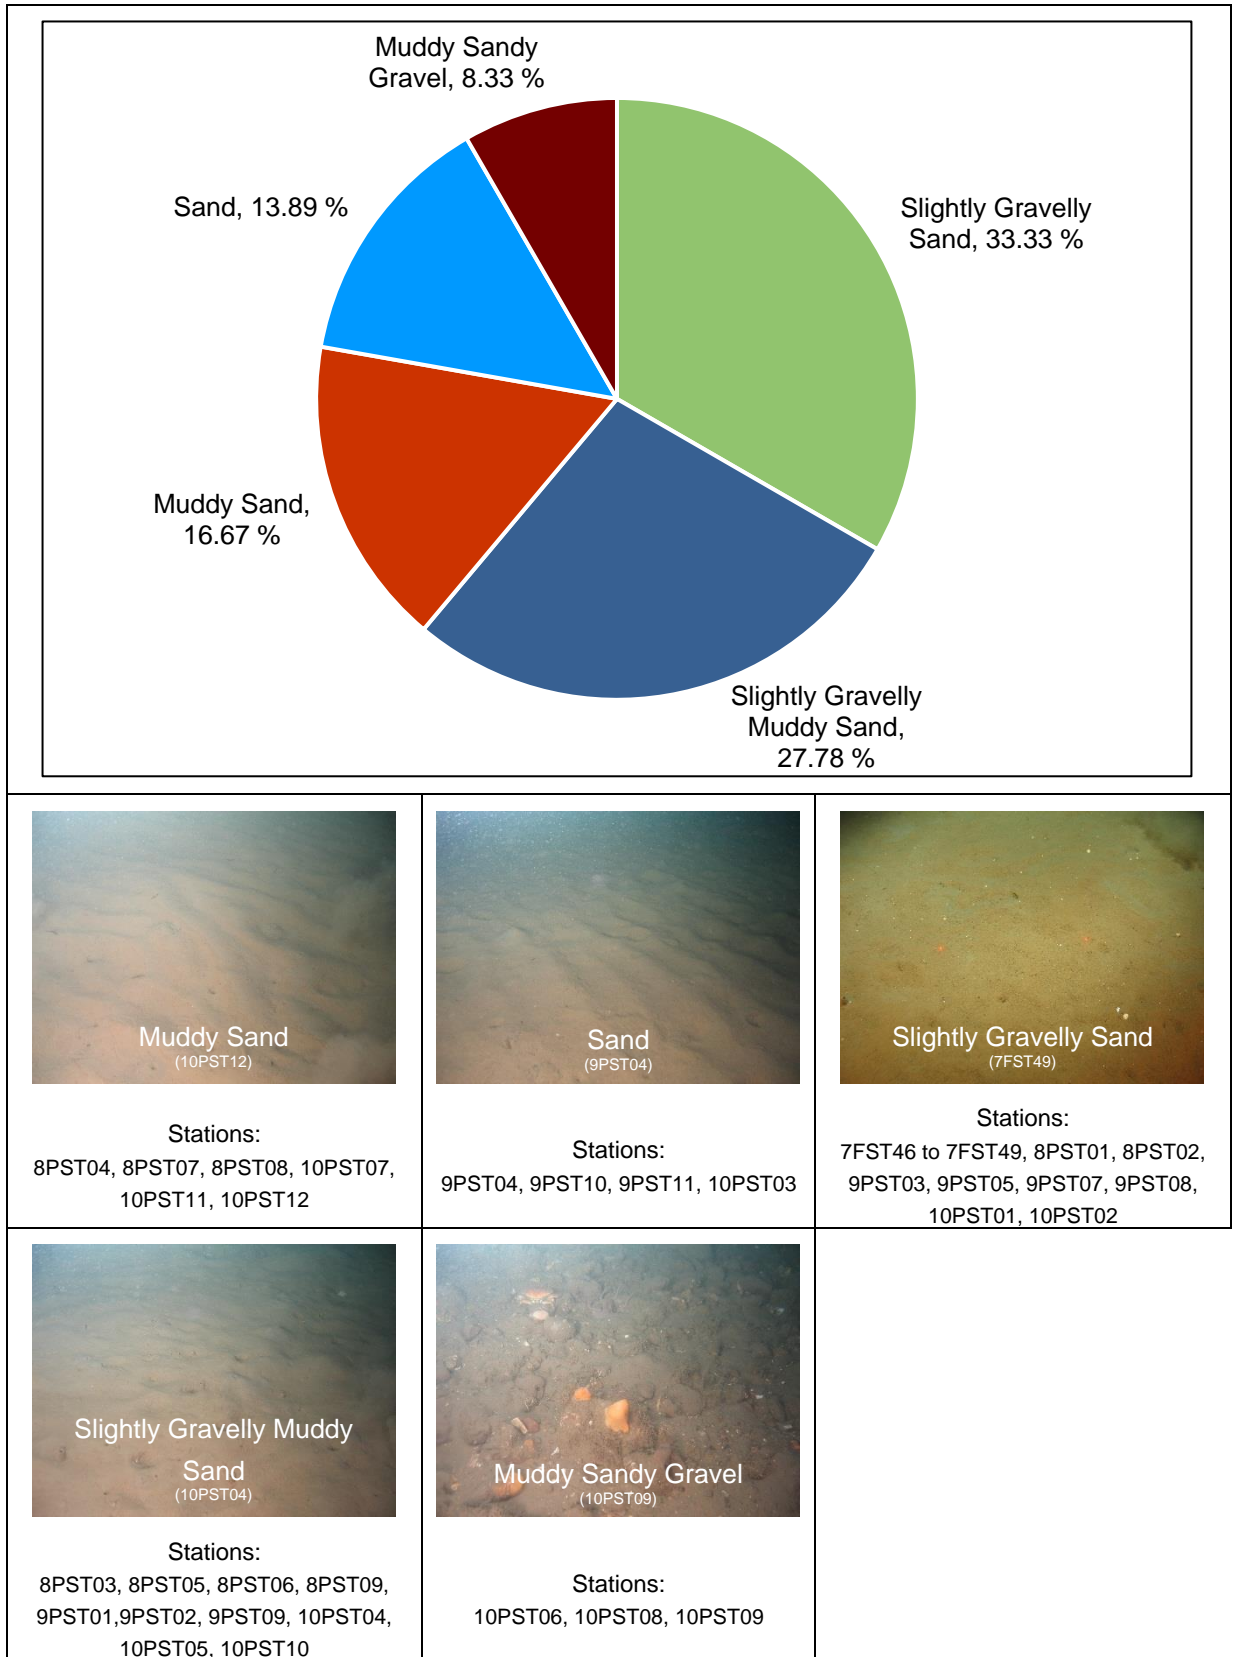 Muddy Sandy
Gravel, 8.33 %
Slightly Gravelly
Sand, 33.33 %
Sand, 13.89 %
Muddy Sand,
16.67 %
Slightly Gravelly
Muddy Sand,
27.78 %
Muddy Sand
(10PST12)
Stations:
8PST04, 8PST07, 8PST08, 10PST07,
10PST11, 10PST12
Sand
(9PST04)
Stations:
9PST04, 9PST10, 9PST11, 10PST03
Slightly Gravelly Sand
(7FST49)
Stations:
7FST46 to 7FST49, 8PST01, 8PST02,
9PST03, 9PST05, 9PST07, 9PST08,
10PST01, 10PST02
Slightly Gravelly Muddy
Sand
(10PST04)
Stations:
8PST03, 8PST05, 8PST06, 8PST09,
9PST01,9PST02, 9PST09, 10PST04,
10PST05, 10PST10
Muddy Sandy Gravel
(10PST09)
Stations:
10PST06, 10PST08, 10PST09